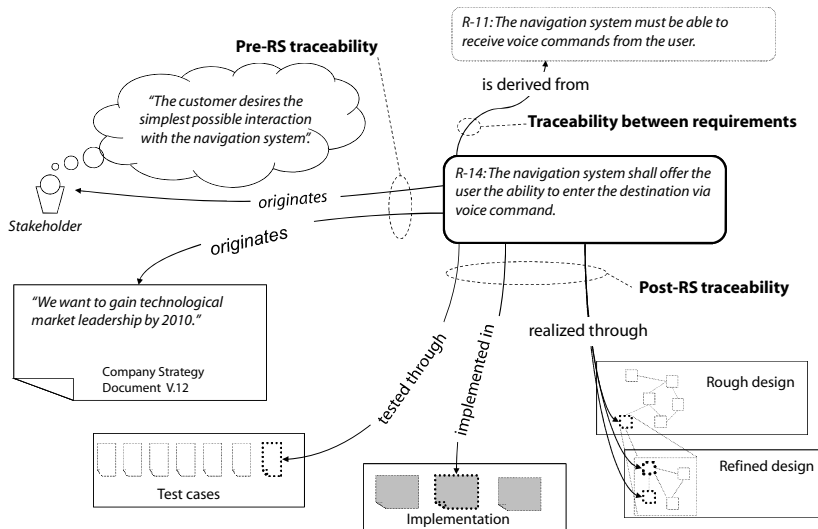 R-11: The navigation system must be able to
receive voice commands from the user.
Pre-RS traceability
is derived from
"The customer desires the
simplest possible interaction
with the navigation system".
Traceability between requirements
R-14: The navigation system shall offer the
user the ability to enter the destination via
voice command.
originates
Stakeholder
originates
Post-RS traceability
"We want to gain technological
market leadership by 2010."
Company Strategy
Document V.12
tested through
implemented in
realized through
Rough design
Refined design
Test cases
Implementation